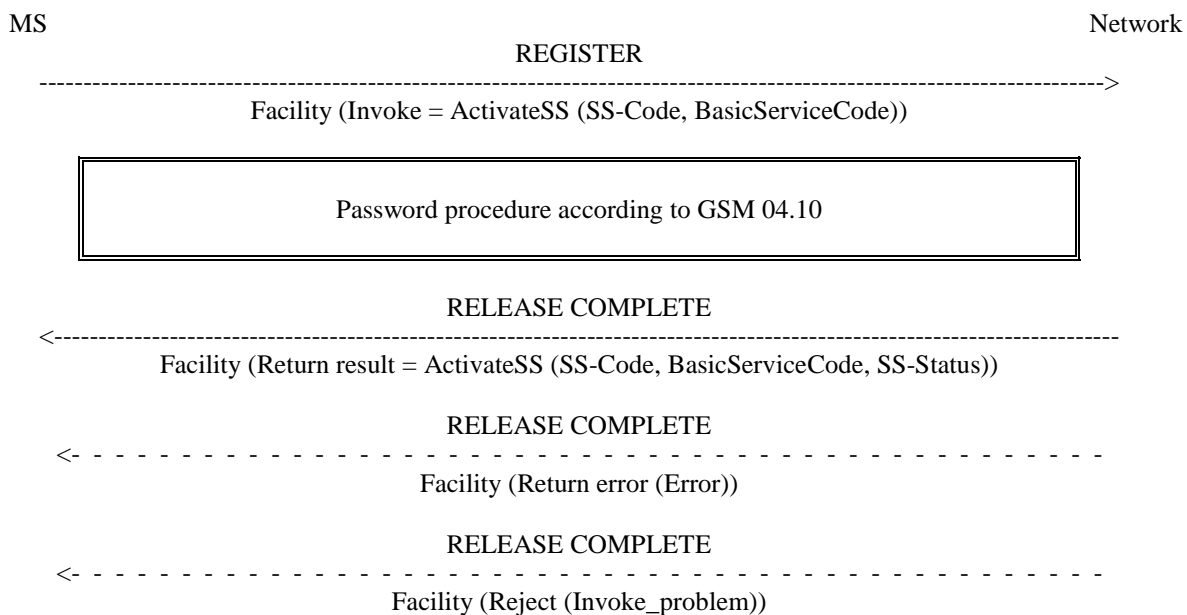 MS Network
REGISTER
------------------------------------------------------------------------------------------------------------------------>
Facility (Invoke = ActivateSS (SS-Code, BasicServiceCode))
Password procedure according to GSM 04.10
RELEASE COMPLETE
<------------------------------------------------------------------------------------------------------------------------
Facility (Return result = ActivateSS (SS-Code, BasicServiceCode, SS-Status))
RELEASE COMPLETE
<- - - - - - - - - - - - - - - - - - - - - - - - - - - - - - - - - - - - - - - - - - - - - - -
Facility (Return error (Error))
RELEASE COMPLETE
<- - - - - - - - - - - - - - - - - - - - - - - - - - - - - - - - - - - - - - - - - - - - - - -
Facility (Reject (Invoke_problem))